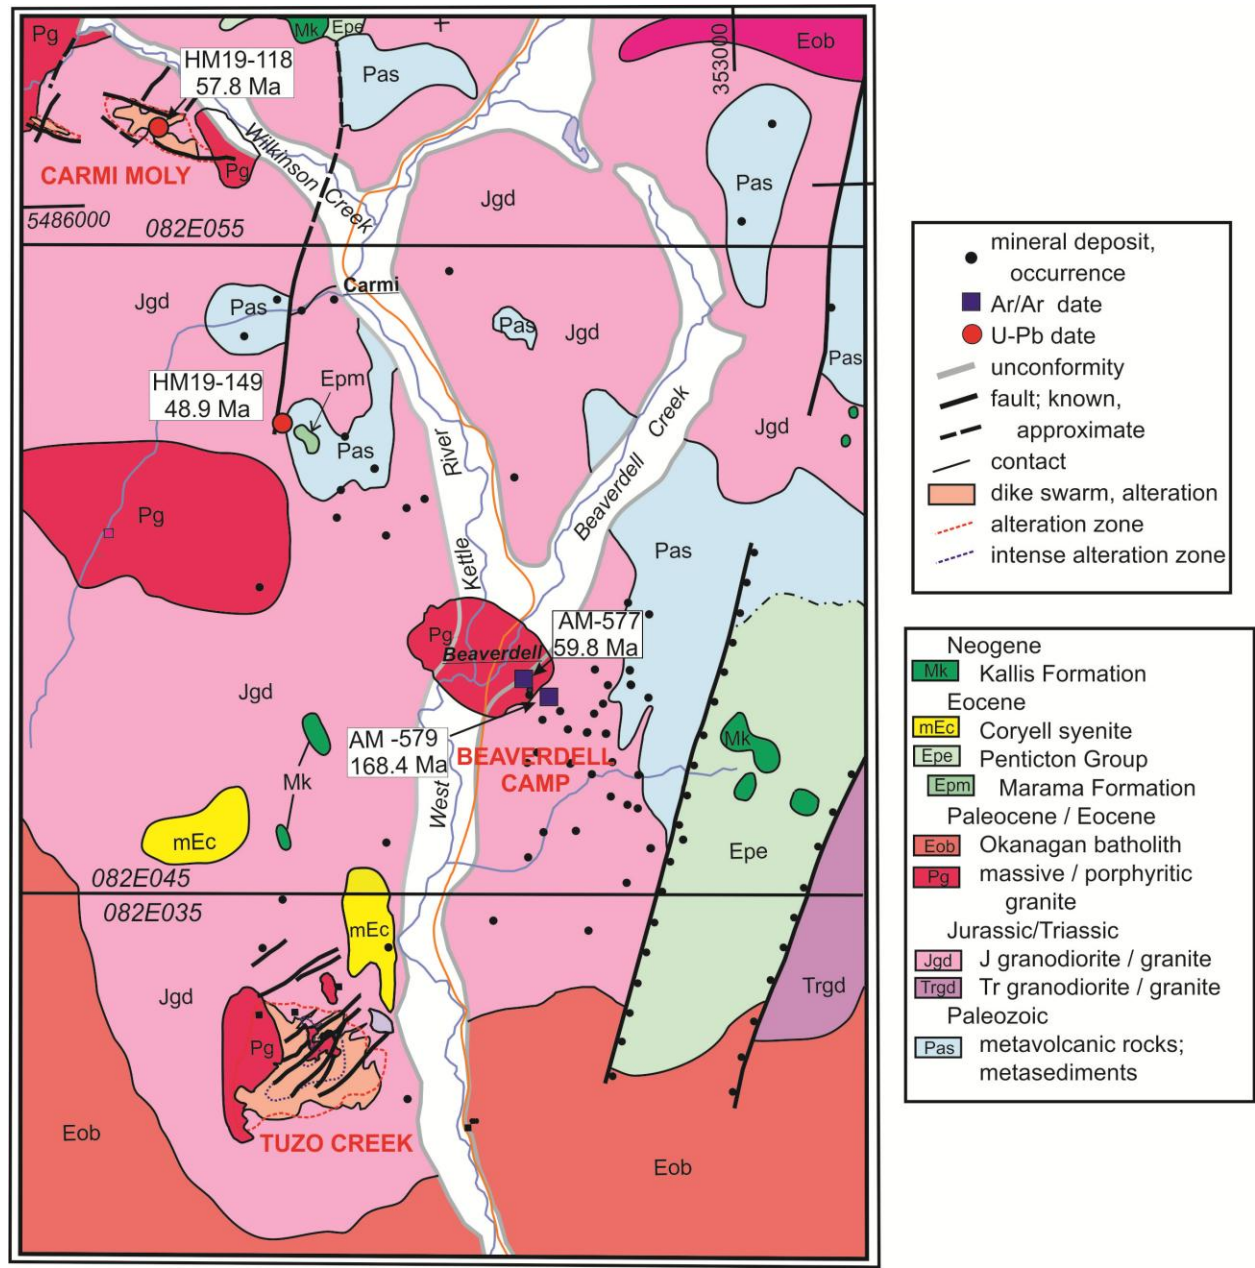 Pg
Mk
Epe
Eob
HM19-118
57.8 Ma
Pas
353000
Wilkinson
Creek
Pg
CARMI MOLY
Pas
Jgd
5486000
082E055
Carmi
Jgd
Pas
Pas
Jgd
Pas
HM19-149
48.9 Ma
Epm
Creek
Jgd
Pas
River
Pg
Beaverdell
Pas
Kettle
AM-577
59.8 Ma
Pg
Beaverdell
Jgd
AM -579
168.4 Ma
BEAVERDELL
CAMP
Mk
Mk
West
mEc
Epe
082E045
082E035
mEc
Jgd
Trgd
Pg
Eob
TUZO CREEK
Eob
mineral deposit,
occurrence
Ar/Ar date
U-Pb date
unconformity
fault; known,
approximate
contact
dike swarm, alteration
alteration zone
intense alteration zone
Neogene
Mk Kallis Formation
Eocene
mEc Coryell syenite
Epe Penticton Group
Epm Marama Formation
Paleocene / Eocene
Eob Okanagan batholith
Pg massive / porphyritic
granite
Jurassic/Triassic
Jgd J granodiorite / granite
Trgd Tr granodiorite / granite
Paleozoic
Pas metavolcanic rocks;
metasediments